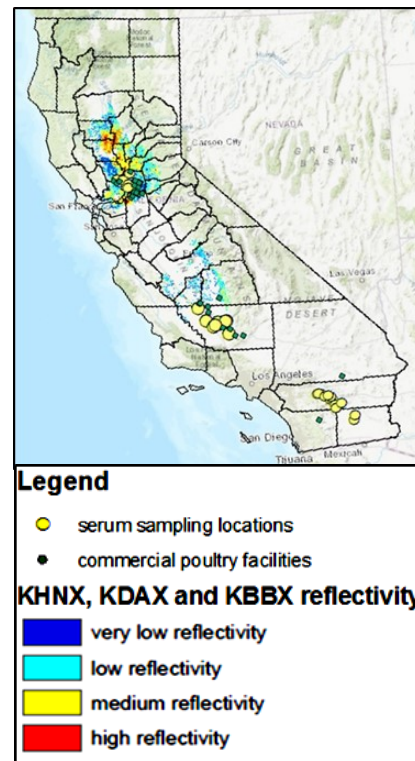 Carson City
NEVADA
GREAT
BASIN
San Fran
Las Vegas
DESERT
Los Angeles
San Diego
Tijuana Mexicali
Legend
serum sampling locations
commercial poultry facilities
KHNX, KDAX and KBBX reflectivity
very low reflectivity
low reflectivity
medium reflectivity
high reflectivity